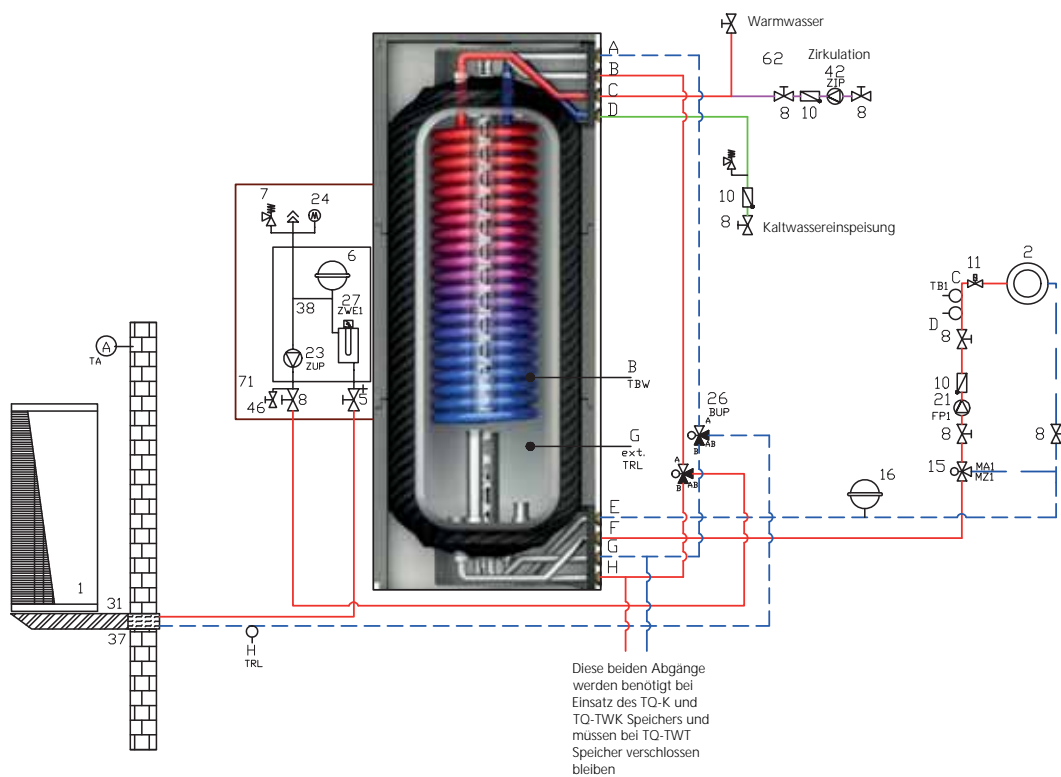 Warmwasser
62
Zirkulation
42
ZIP
8
10
8
A
B
C
D
10
8
Kaltwassereinspeisung
7
24
6
38
27
ZWE1
23
ZUP
71
46
8
5
A
TA
1
31
37
H
TRL
B
TBW
G
ext.
TRL
26
BUP
A
AB
B
A
AB
B
E
F
G
H
16
11
2
C
TB1
D
8
10
21
FP1
8
8
15
MA1
MZ1
Diese beiden Abgänge
werden benötigt bei
Einsatz des TQ-K und
TQ-TWK Speichers und
müssen bei TQ-TWT
Speicher verschlossen
bleiben